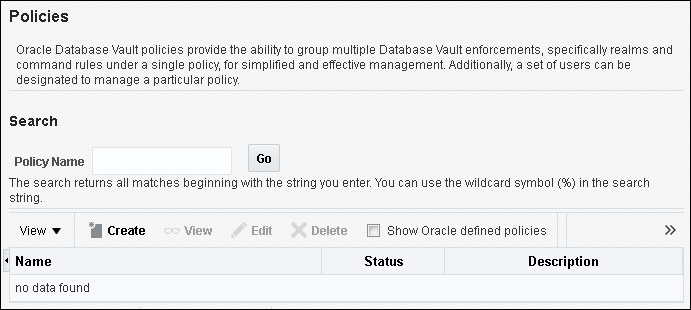 Policies
Oracle Database Vault policies provide the ability to group multiple Database Vault enforcements, specifically realms and
command rules under a single policy, for simplified and effective management. Additionally, a set of users can be
designated to manage a particular policy.
Search
Policy Name Go
The search returns all matches beginning with the string you enter. You can use the wildcard symbol (%) in the search
string.
View Create View Edit Delete Show Oracle defined policies »
Name Status Description
no data found